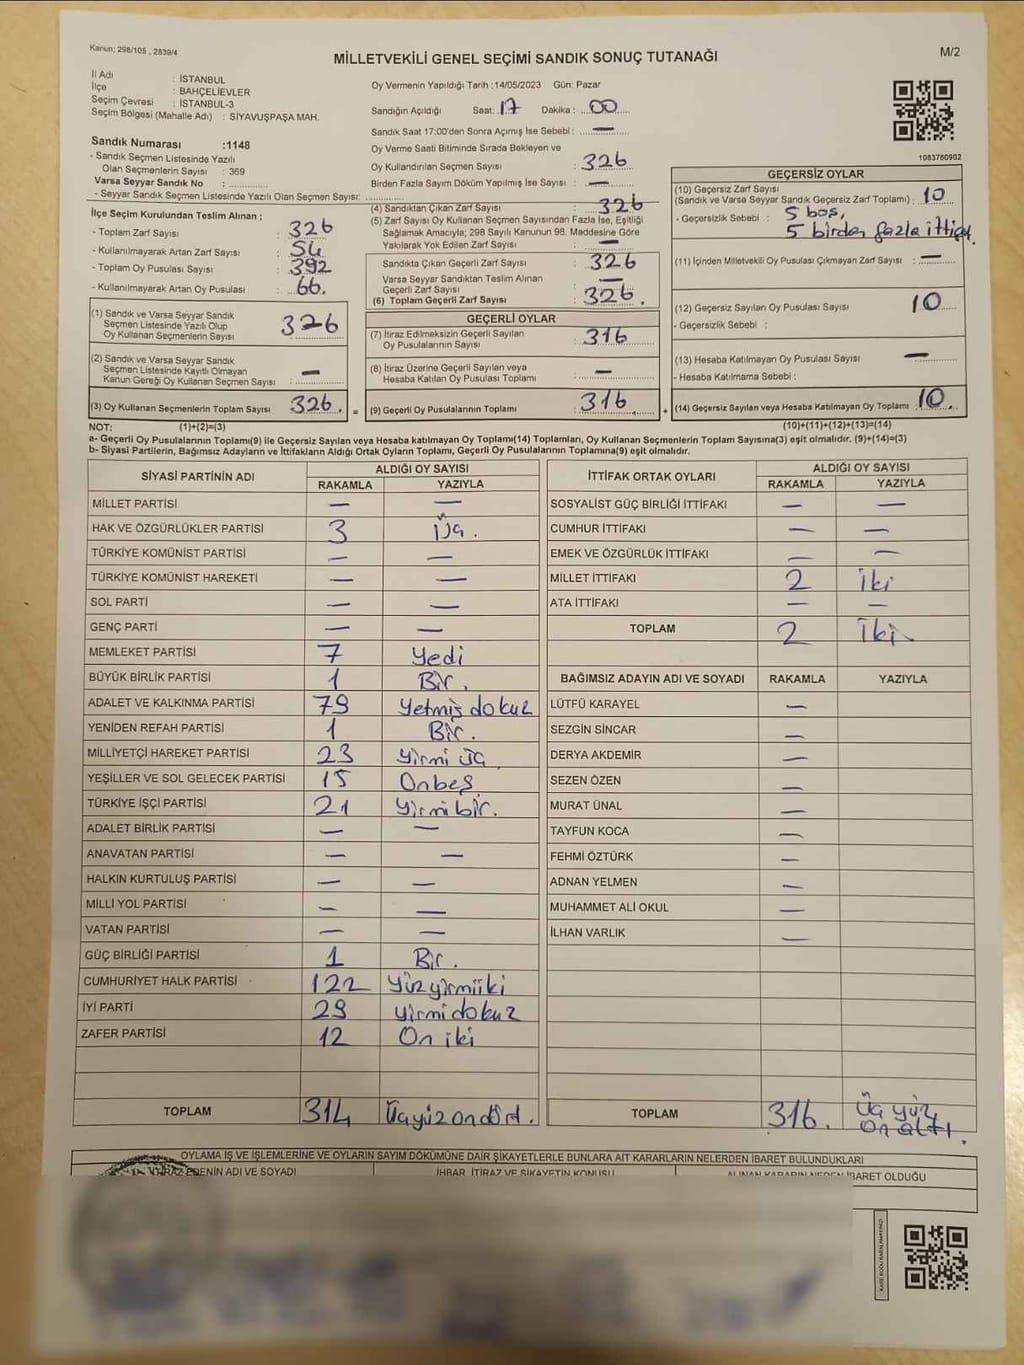 Kanun; 298/105 , 2839/4
M/2
MİLLETVEKİLİ GENEL SEÇİMİ SANDIK SONUÇ TUTANAĞI
İl Adı : İSTANBUL
İlçe : BAHÇELİEVLER
Seçim Çevresi : İSTANBUL-3
Seçim Bölgesi (Mahalle Adı) : SİYAVUŞPAŞA MAH.
Sandık Numarası :1148
- Sandık Seçmen Listesinde Yazılı
Olan Seçmenlerin Sayısı : 369
Varsa Seyyar Sandık No : ..............
- Seyyar Sandık Seçmen Listesinde Yazılı Olan Seçmen Sayısı: ..............
Oy Vermenin Yapıldığı Tarih :14/05/2023 Gün: Pazar
Sandığın Açıldığı Saat: 17 Dakika : 00
Sandık Saat 17:00'den Sonra Açımış İse Sebebi : —
Oy Verme Saati Bitiminde Sırada Bekleyen ve
Oy Kullandırılan Seçmen Sayısı : 326
Birden Fazla Sayım Döküm Yapılmış İse Sayısı : —
1083780902
İlçe Seçim Kurulundan Teslim Alınan ;
- Toplam Zarf Sayısı : 326
- Kullanılmayarak Artan Zarf Sayısı : 54
- Toplam Oy Pusulası Sayısı : 392
- Kullanılmayarak Artan Oy Pusulası : 66.
(1) Sandık ve Varsa Seyyar Sandık
Seçmen Listesinde Yazılı Olup
Oy Kullanan Seçmenlerin Sayısı : 326
(2) Sandık ve Varsa Seyyar Sandık
Seçmen Listesinde Kayıtlı Olmayan
Kanun Gereği Oy Kullanan Seçmen Sayısı : —
(3) Oy Kullanan Seçmenlerin Toplam Sayısı 326. =
(4) Sandıktan Çıkan Zarf Sayısı : 326
(5) Zarf Sayısı Oy Kullanan Seçmen Sayısından Fazla İse, Eşitliği
Sağlamak Amacıyla; 298 Sayılı Kanunun 98. Maddesine Göre
Yakılarak Yok Edilen Zarf Sayısı : —
Sandıkta Çıkan Geçerli Zarf Sayısı : 326
Varsa Seyyar Sandıktan Teslim Alınan
Geçerli Zarf Sayısı : —
(6) Toplam Geçerli Zarf Sayısı : 326.
GEÇERLİ OYLAR
(7) İtiraz Edilmeksizin Geçerli Sayılan
Oy Pusulalarının Sayısı : 316
(8) İtiraz Üzerine Geçerli Sayılan veya
Hesaba Katılan Oy Pusulası Toplamı : —
(9) Geçerli Oy Pusulalarının Toplamı : 316 +
GEÇERSİZ OYLAR
(10) Geçersiz Zarf Sayısı
(Sandık ve Varsa Seyyar Sandık Geçersiz Zarf Toplamı) : 10
- Geçersizlik Sebebi : 5 boş,
5 birden fazla ittifak
(11) İçinden Milletvekili Oy Pusulası Çıkmayan Zarf Sayısı : —
(12) Geçersiz Sayılan Oy Pusulası Sayısı : 10
- Geçersizlik Sebebi :
(13) Hesaba Katılmayan Oy Pusulası Sayısı : —
- Hesaba Katılmama Sebebi :
(14) Geçersiz Sayılan veya Hesaba Katılmayan Oy Toplamı : 10.
NOT: (1)+(2)=(3) (10)+(11)+(12)+(13)=(14)
a- Geçerli Oy Pusulalarının Toplamı(9) ile Geçersiz Sayılan veya Hesaba katılmayan Oy Toplamı(14) Toplamları, Oy Kullanan Seçmenlerin Toplam Sayısına(3) eşit olmalıdır. (9)+(14)=(3)
b- Siyasi Partilerin, Bağımsız Adayların ve İttifakların Aldığı Oyların Toplamı, Geçerli Oy Pusulalarının Toplamına(9) eşit olmalıdır.
SİYASİ PARTİNİN ADI ALDIĞI OY SAYISI
RAKAMLA YAZIYLA
MİLLET PARTİSİ — —
HAK VE ÖZGÜRLÜKLER PARTİSİ 3 Üç.
TÜRKİYE KOMÜNİST PARTİSİ — —
TÜRKİYE KOMÜNİST HAREKETİ — —
SOL PARTİ — —
GENÇ PARTİ — —
MEMLEKET PARTİSİ 7 Yedi
BÜYÜK BİRLİK PARTİSİ 1 Bir.
ADALET VE KALKINMA PARTİSİ 79 Yetmiş dokuz
YENİDEN REFAH PARTİSİ 1 Bir.
MİLLİYETÇİ HAREKET PARTİSİ 23 Yirmi üç
YEŞİLLER VE SOL GELECEK PARTİSİ 15 Onbeş
TÜRKİYE İŞÇİ PARTİSİ 21 Yirmi bir.
ADALET BİRLİK PARTİSİ — —
ANAVATAN PARTİSİ — —
HALKIN KURTULUŞ PARTİSİ — —
MİLLİ YOL PARTİSİ — —
VATAN PARTİSİ — —
GÜÇ BİRLİĞİ PARTİSİ 1 Bir.
CUMHURİYET HALK PARTİSİ 122 Yüz yirmiiki
İYİ PARTİ 29 Yirmi dokuz
ZAFER PARTİSİ 12 On iki
TOPLAM 314 Üçyüz on dört.
İTTİFAK ORTAK OYLARI ALDIĞI OY SAYISI
RAKAMLA YAZIYLA
SOSYALİST GÜÇ BİRLİĞİ İTTİFAKI — —
CUMHUR İTTİFAKI — —
EMEK VE ÖZGÜRLÜK İTTİFAKI — —
MİLLET İTTİFAKI 2 İki
ATA İTTİFAKI — —
TOPLAM 2 İki
BAĞIMSIZ ADAYIN ADI VE SOYADI RAKAMLA YAZIYLA
LÜTFÜ KARAYEL —
SEZGİN SİNCAR —
DERYA AKDEMİR —
SEZEN ÖZEN —
MURAT ÜNAL —
TAYFUN KOCA —
FEHMİ ÖZTÜRK —
ADNAN YELMEN —
MUHAMMET ALİ OKUL —
İLHAN VARLIK —
TOPLAM 316. Üç yüz
on altı.
OYLAMA İŞ VE İŞLEMLERİNE VE OYLARIN SAYIM DÖKÜMÜNE DAİR ŞİKAYETLERLE BUNLARA AİT KARARLARIN NELERDEN İBARET BULUNDUKLARI
İTİRAZ EDENİN ADI VE SOYADI İHBAR, İTİRAZ VE ŞİKAYETİN KONUSU ALINAN KARARIN NEDEN İBARET OLDUĞU